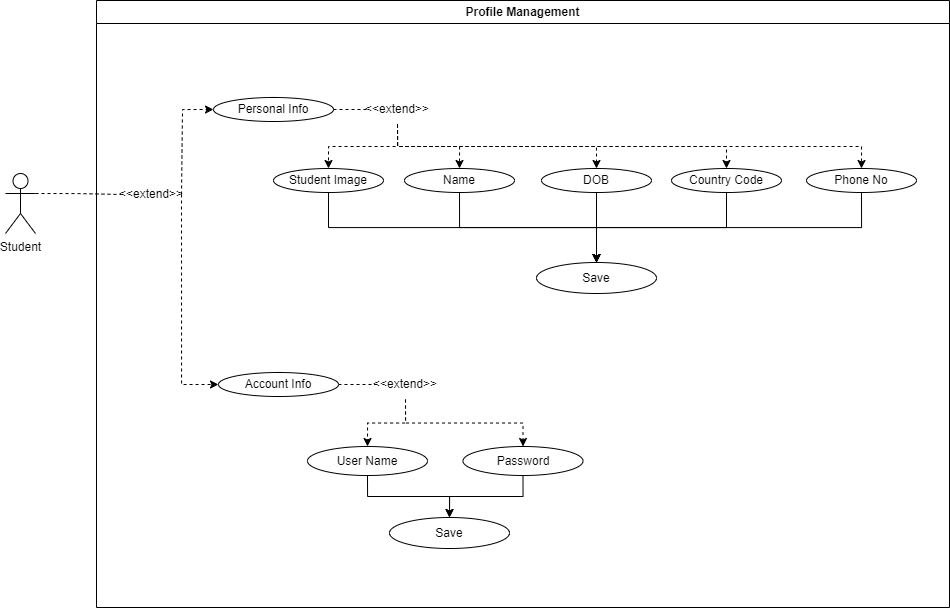 Profile Management
Personal Info
<<extend>>
Student Image
Name
DOB
Country Code
Phone No
<<extend>>
Student
Save
Account Info
<<extend>>
User Name
Password
Save